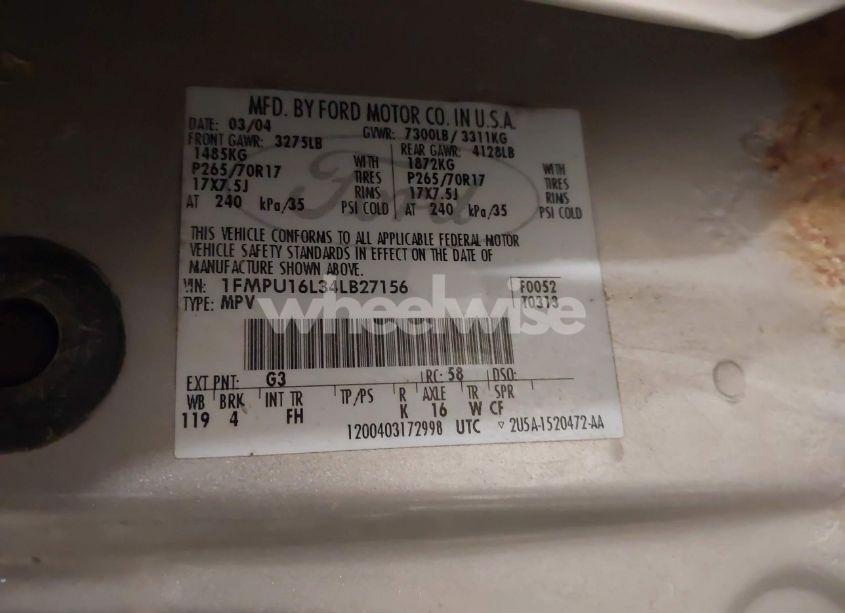 MFD. BY FORD MOTOR CO. IN U.S.A.
DATE: 03/04 GVWR: 7300LB/ 3311KG
FRONT GAWR: 3275LB REAR GAWR: 4128LB
1485KG WITH 1872KG WITH
P265/70R17 TIRES P265/70R17 TIRES
17X7.5J RIMS 17X7.5J RIMS
AT 240 kPa/35 PSI COLD AT 240 kPa/35 PSI COLD
Ford
THIS VEHICLE CONFORMS TO ALL APPLICABLE FEDERAL MOTOR
VEHICLE SAFETY STANDARDS IN EFFECT ON THE DATE OF
MANUFACTURE SHOWN ABOVE.
VIN: 1FMPU16L34LB27156 F0052
TYPE: MPV T0313
wheelwise
EXT PNT: G3 RC: 58 DSO:
WB BRK INT TR TP/PS R AXLE TR SPR
119 4 FH K 16 W CF
1200403172998 UTC ▽ 2U5A-1520472-AA